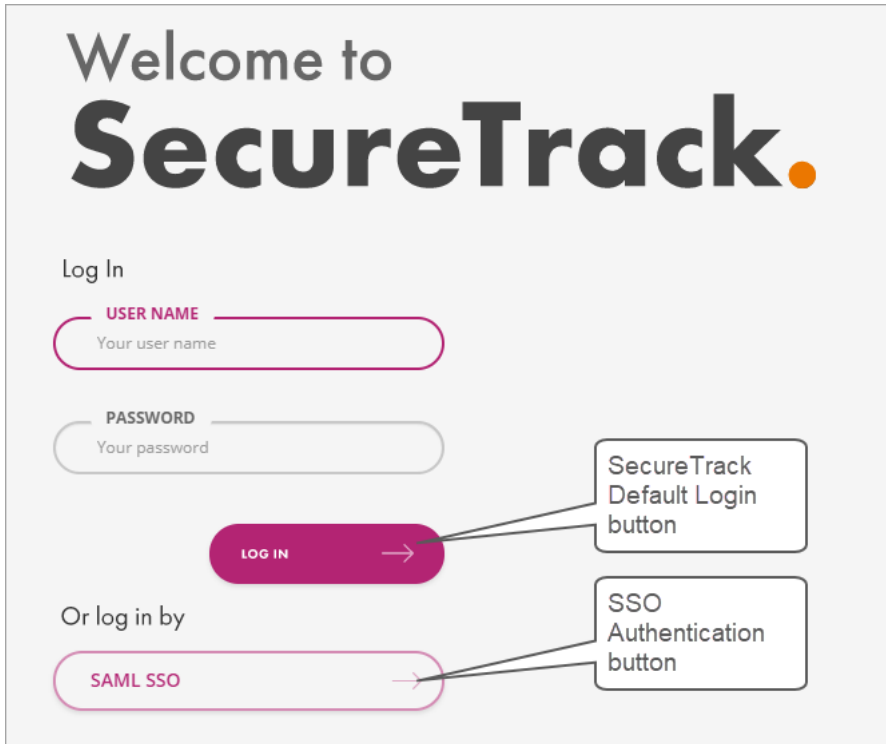 Welcome to
SecureTrack.
Log In
USER NAME
Your user name
PASSWORD
Your password
SecureTrack
Default Login
button
LOG IN
SSO
Authentication
button
Or log in by
SAML SSO